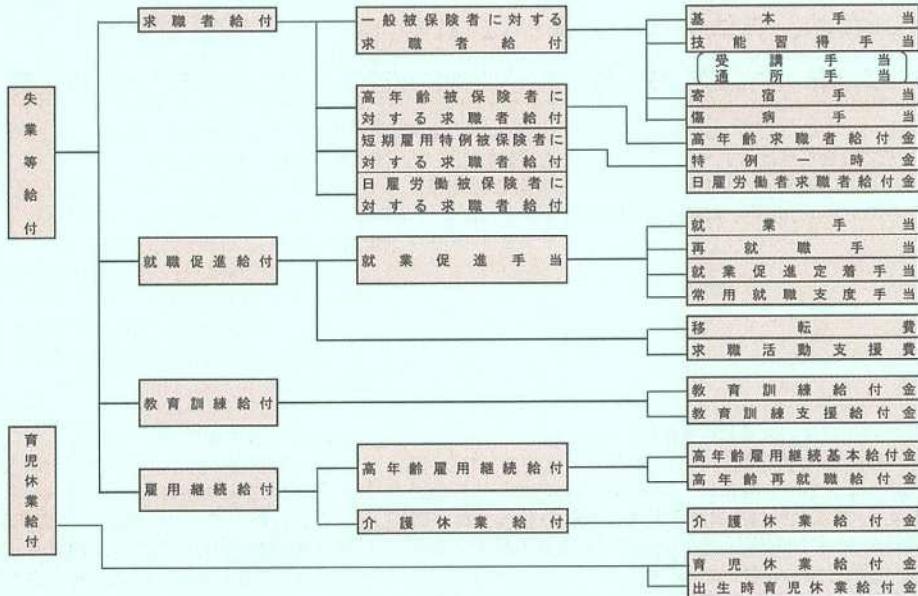 失業等給付
求職者給付
一般被保険者に対する
求職者給付
基本手当
技能習得手当
受講手当
通所手当
寄宿手当
傷病手当
高年齢被保険者に
対する求職者給付
高年齢求職者給付金
短期雇用特例被保険者に
対する求職者給付
特例一時金
日雇労働被保険者に
対する求職者給付
日雇労働者求職者給付金
就職促進給付
就業促進手当
就業手当
再就職手当
就業促進定着手当
常用就職支度手当
移転費
求職活動支援費
教育訓練給付
教育訓練給付金
教育訓練支援給付金
雇用継続給付
高年齢雇用継続給付
高年齢雇用継続基本給付金
高年齢再就職給付金
介護休業給付
介護休業給付金
育児休業給付
育児休業給付金
出生時育児休業給付金